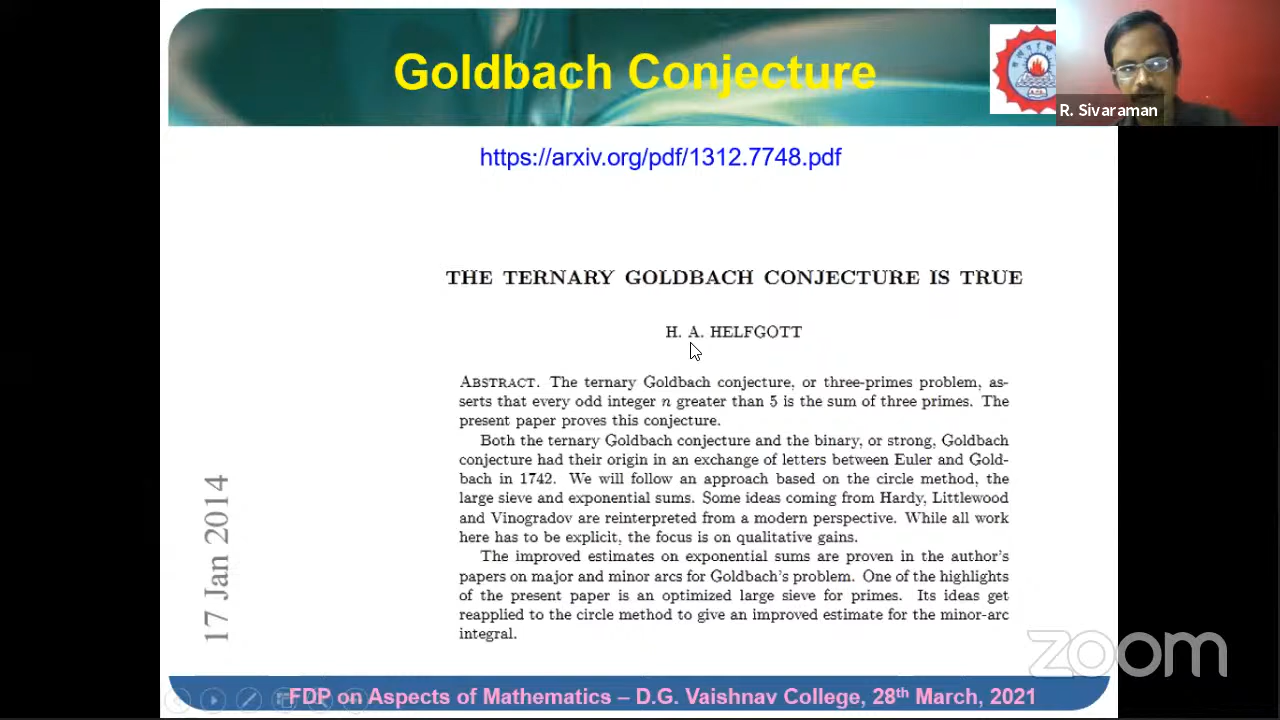 Goldbach Conjecture
R. Sivaraman
https://arxiv.org/pdf/1312.7748.pdf
THE TERNARY GOLDBACH CONJECTURE IS TRUE
H. A. HELFGOTT
ABSTRACT. The ternary Goldbach conjecture, or three-primes problem, as-
serts that every odd integer n greater than 5 is the sum of three primes. The
present paper proves this conjecture.
Both the ternary Goldbach conjecture and the binary, or strong, Goldbach
conjecture had their origin in an exchange of letters between Euler and Gold-
bach in 1742. We will follow an approach based on the circle method, the
large sieve and exponential sums. Some ideas coming from Hardy, Littlewood
and Vinogradov are reinterpreted from a modern perspective. While all work
here has to be explicit, the focus is on qualitative gains.
The improved estimates on exponential sums are proven in the author's
papers on major and minor arcs for Goldbach's problem. One of the highlights
of the present paper is an optimized large sieve for primes. Its ideas get
reapplied to the circle method to give an improved estimate for the minor-arc
integral.
17 Jan 2014
zoom
FDP on Aspects of Mathematics – D.G. Vaishnav College, 28th March, 2021